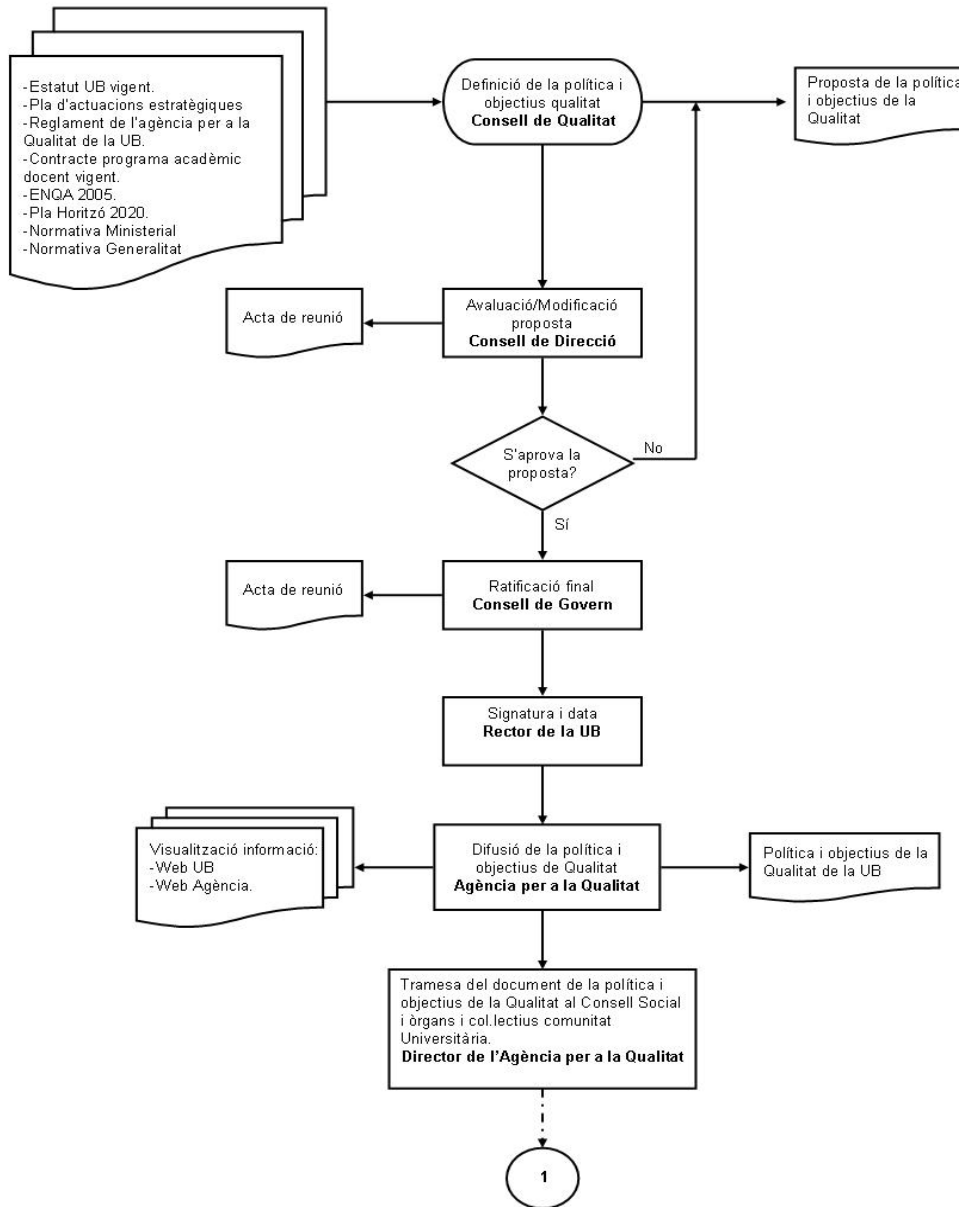 -Estatut UB vigent.
-Pla d'actuacions estratègiques
-Reglament de l'agència per a la
Qualitat de la UB.
-Contracte programa acadèmic
docent vigent.
-ENQA 2005.
-Pla Horitzó 2020.
-Normativa Ministerial
-Normativa Generalitat
Definició de la política i
objectius qualitat
Consell de Qualitat
Proposta de la política
i objectius de la
Qualitat
Acta de reunió
Avaluació/Modificació
proposta
Consell de Direcció
S'aprova la
proposta?
No
Sí
Acta de reunió
Ratificació final
Consell de Govern
Signatura i data
Rector de la UB
Visualització informació:
-Web UB
-Web Agència.
Difusió de la política i
objectius de Qualitat
Agència per a la Qualitat
Política i objectius de la
Qualitat de la UB
Tramesa del document de la política i
objectius de la Qualitat al Consell Social
i òrgans i col.lectius comunitat
Universitària.
Director de l'Agència per a la Qualitat
1